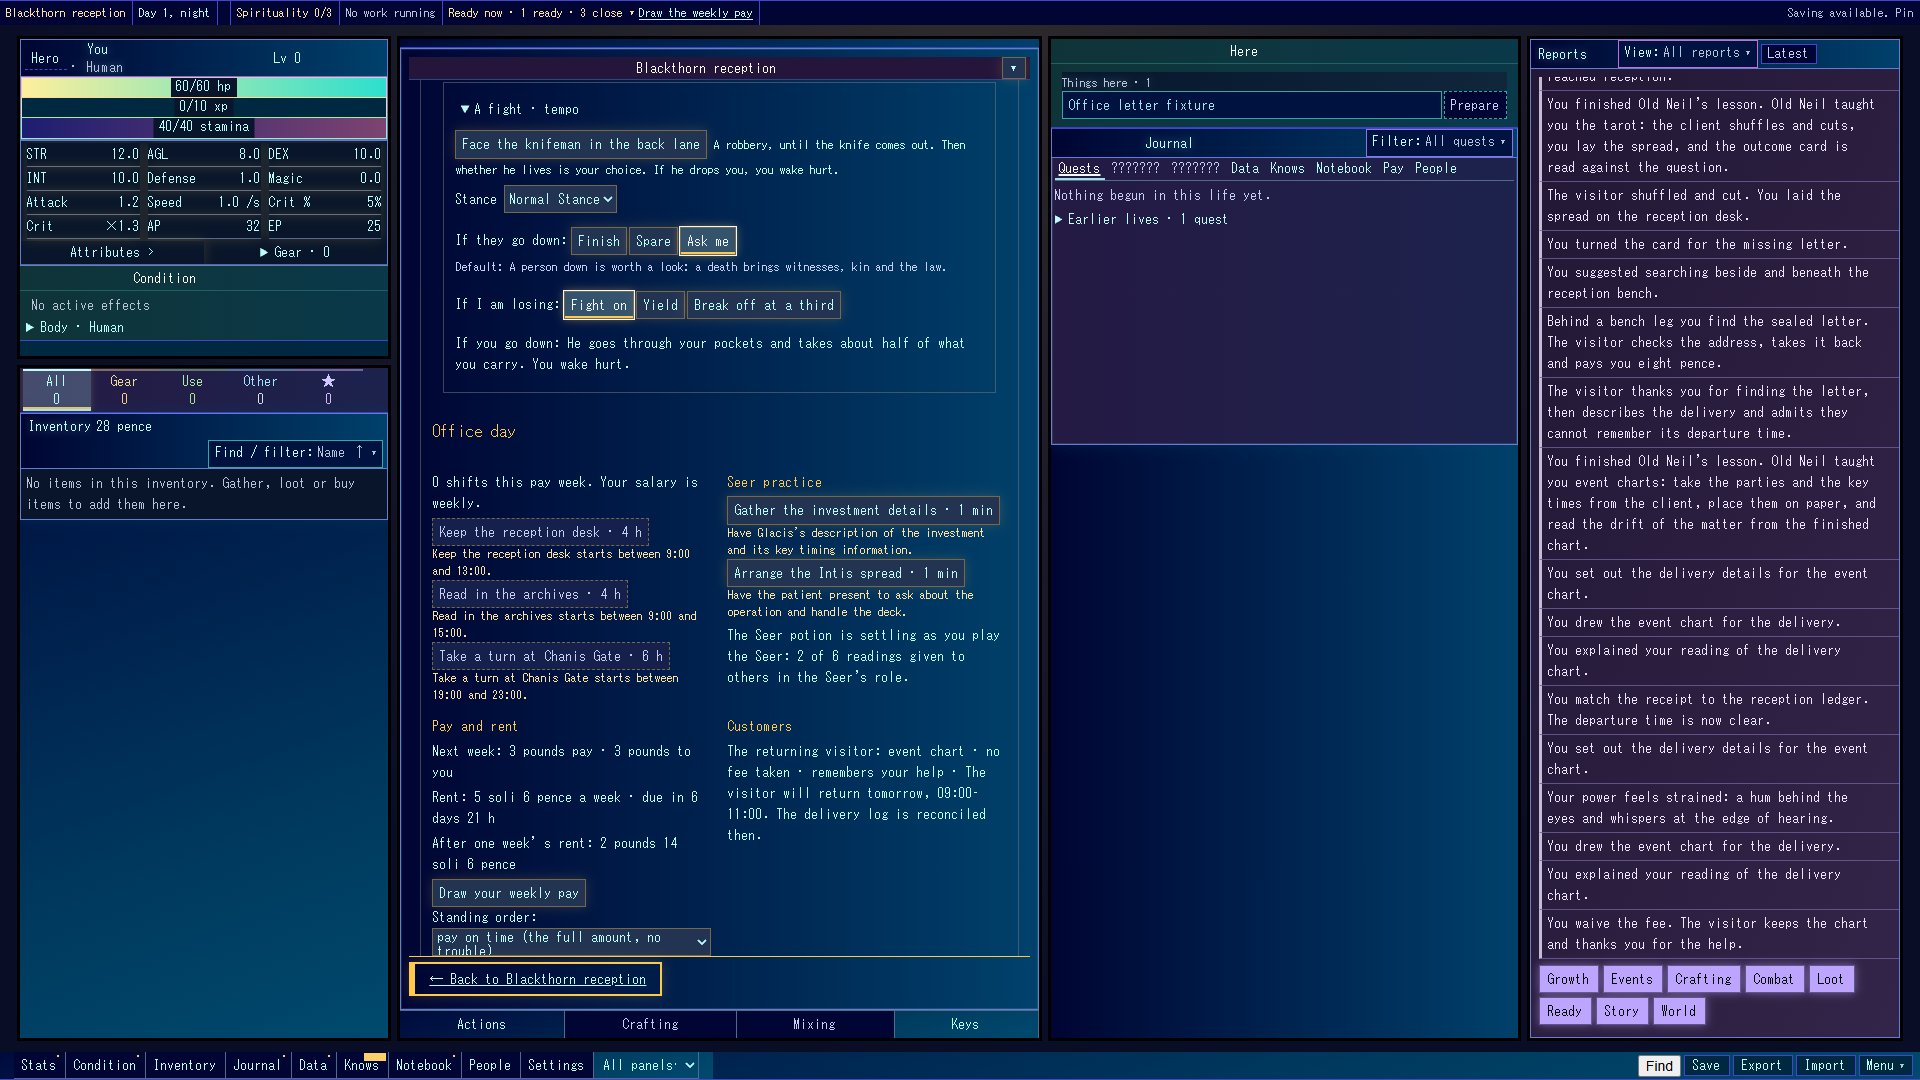 Blackthorn reception
Day 1, night
Spirituality 0/3
No work running
Ready now · 1 ready · 3 close ▾ Draw the weekly pay
Saving available. Pin
Hero · You Human
Lv 0
60/60 hp
0/10 xp
40/40 stamina
STR 12.0 AGL 8.0 DEX 10.0
INT 10.0 Defense 1.0 Magic 0.0
Attack 1.2 Speed 1.0 /s Crit % 5%
Crit ×1.3 AP 32 EP 25
Attributes >
▶ Gear · 0
Condition
No active effects
▶ Body · Human
All Gear Use Other ★
0 0 0 0 0
Inventory 28 pence
Find / filter: Name ↑ ▾
No items in this inventory. Gather, loot or buy
items to add them here.
Blackthorn reception
▾
▼ A fight · tempo
Face the knifeman in the back lane A robbery, until the knife comes out. Then
whether he lives is your choice. If he drops you, you wake hurt.
Stance Normal Stance
If they go down: Finish Spare Ask me
Default: A person down is worth a look: a death brings witnesses, kin and the law.
If I am losing: Fight on Yield Break off at a third
If you go down: He goes through your pockets and takes about half of what
you carry. You wake hurt.
Office day
0 shifts this pay week. Your salary is
weekly.
Keep the reception desk · 4 h
Keep the reception desk starts between 9:00
and 13:00.
Read in the archives · 4 h
Read in the archives starts between 9:00 and
15:00.
Take a turn at Chanis Gate · 6 h
Take a turn at Chanis Gate starts between
19:00 and 23:00.
Seer practice
Gather the investment details · 1 min
Have Glacis's description of the investment
and its key timing information.
Arrange the Intis spread · 1 min
Have the patient present to ask about the
operation and handle the deck.
The Seer potion is settling as you play
the Seer: 2 of 6 readings given to
others in the Seer's role.
Pay and rent
Next week: 3 pounds pay · 3 pounds to
you
Rent: 5 soli 6 pence a week · due in 6
days 21 h
After one week's rent: 2 pounds 14
soli 6 pence
Draw your weekly pay
Standing order:
pay on time (the full amount, no
trouble)
Customers
The returning visitor: event chart · no
fee taken · remembers your help · The
visitor will return tomorrow, 09:00-
11:00. The delivery log is reconciled
then.
← Back to Blackthorn reception
Actions Crafting Mixing Keys
Here
Things here · 1
Office letter fixture Prepare
Journal
Filter: All quests ▾
Quests ??????? ??????? Data Knows Notebook Pay People
Nothing begun in this life yet.
▶ Earlier lives · 1 quest
Reports
View: All reports ▾
Latest
reached reception.
You finished Old Neil's lesson. Old Neil taught
you the tarot: the client shuffles and cuts,
you lay the spread, and the outcome card is
read against the question.
The visitor shuffled and cut. You laid the
spread on the reception desk.
You turned the card for the missing letter.
You suggested searching beside and beneath the
reception bench.
Behind a bench leg you find the sealed letter.
The visitor checks the address, takes it back
and pays you eight pence.
The visitor thanks you for finding the letter,
then describes the delivery and admits they
cannot remember its departure time.
You finished Old Neil's lesson. Old Neil taught
you event charts: take the parties and the key
times from the client, place them on paper, and
read the drift of the matter from the finished
chart.
You set out the delivery details for the event
chart.
You drew the event chart for the delivery.
You explained your reading of the delivery
chart.
You match the receipt to the reception ledger.
The departure time is now clear.
You set out the delivery details for the event
chart.
Your power feels strained: a hum behind the
eyes and whispers at the edge of hearing.
You drew the event chart for the delivery.
You explained your reading of the delivery
chart.
You waive the fee. The visitor keeps the chart
and thanks you for the help.
Growth Events Crafting Combat Loot
Ready Story World
Stats Condition Inventory Journal Data Knows Notebook People Settings All panels
Find Save Export Import Menu ▾